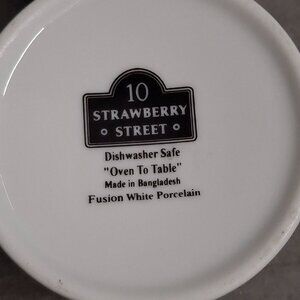 10
STRAWBERRY
STREET
Dishwasher Safe
"Oven To Table"
Made in Bangladesh
Fusion White Porcelain